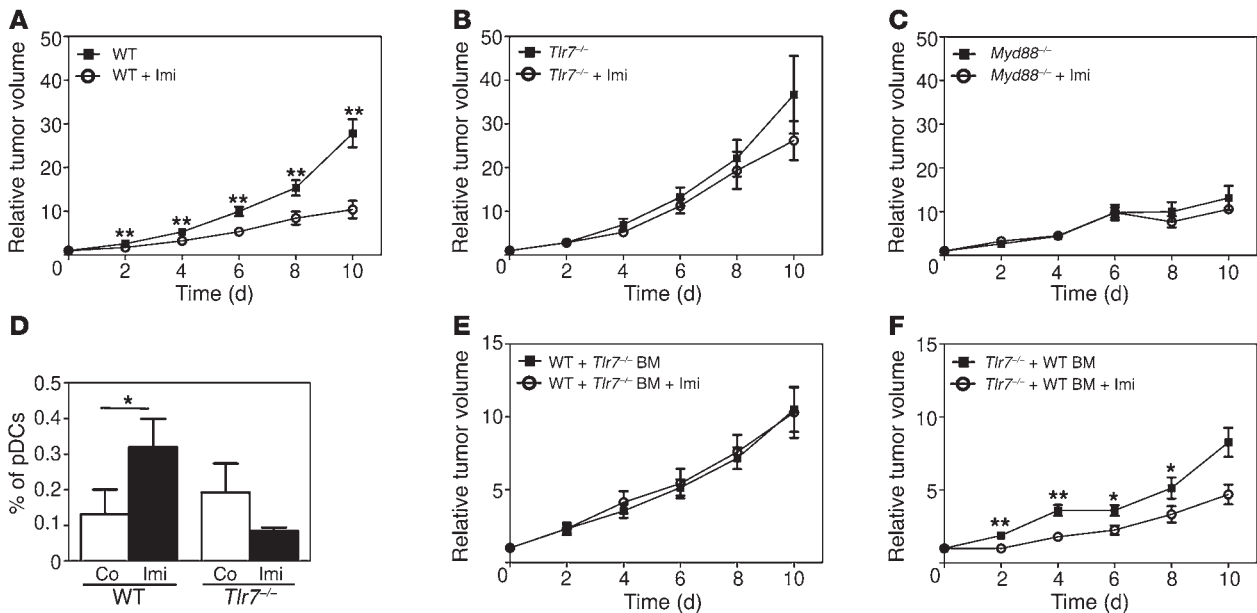 A
Relative tumor volume
50
40
30
20
10
0
WT
WT + Imi
**
**
**
**
**
2
4
6
8
10
Time (d)
B
Relative tumor volume
50
40
30
20
10
0
Tlr7–/–
Tlr7–/– + Imi
2
4
6
8
10
Time (d)
C
Relative tumor volume
50
40
30
20
10
0
Myd88–/–
Myd88–/– + Imi
2
4
6
8
10
Time (d)
D
% of pDCs
0.5
0.4
0.3
0.2
0.1
0
*
Co Imi Co Imi
WT Tlr7–/–
E
Relative tumor volume
15
10
5
0
WT + Tlr7–/– BM
WT + Tlr7–/– BM + Imi
2
4
6
8
10
Time (d)
F
Relative tumor volume
15
10
5
0
Tlr7–/– + WT BM
Tlr7–/– + WT BM + Imi
**
**
*
*
2
4
6
8
10
Time (d)